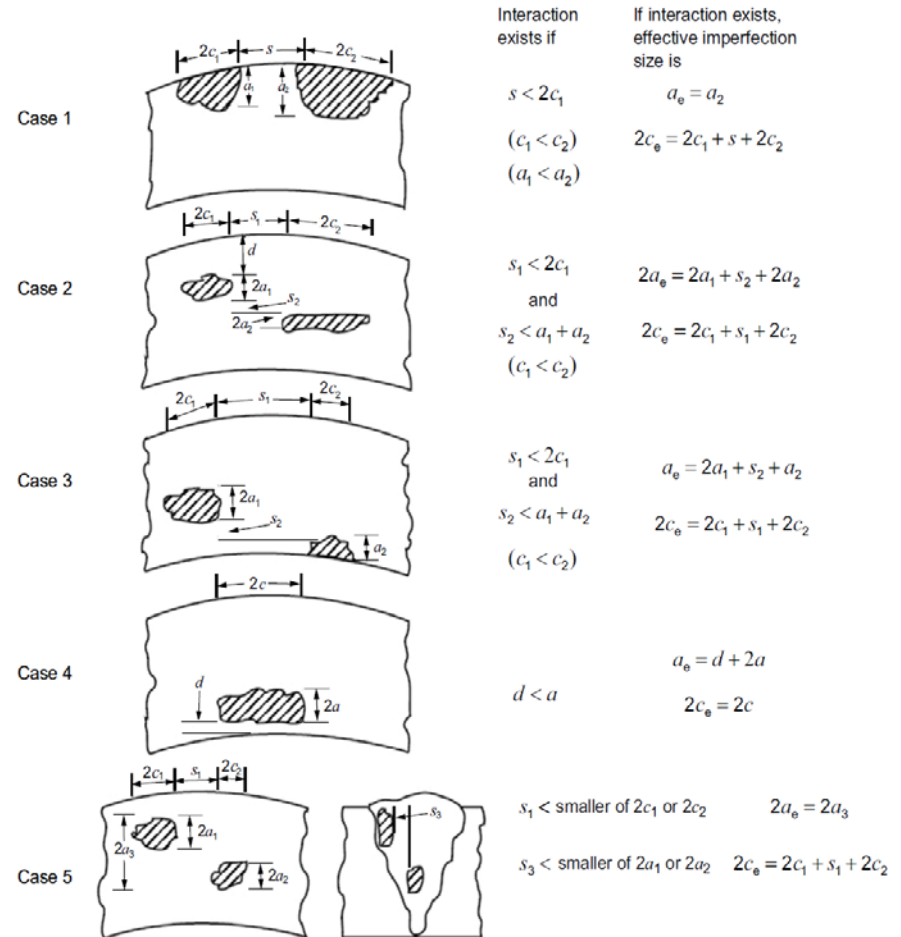 Interaction exists if
If interaction exists, effective imperfection size is
Case 1
2c₁ s 2c₂
a₁ a₂
s < 2c₁
(c₁ < c₂)
(a₁ < a₂)
aₑ = a₂
2cₑ = 2c₁ + s + 2c₂
Case 2
2c₁ s₁ 2c₂
d
2a₁
s₂
2a₂
s₁ < 2c₁
and
s₂ < a₁ + a₂
(c₁ < c₂)
2aₑ = 2a₁ + s₂ + 2a₂
2cₑ = 2c₁ + s₁ + 2c₂
Case 3
2c₁ s₁ 2c₂
2a₁
s₂
a₂
s₁ < 2c₁
and
s₂ < a₁ + a₂
(c₁ < c₂)
aₑ = 2a₁ + s₂ + a₂
2cₑ = 2c₁ + s₁ + 2c₂
Case 4
2c
d
2a
d < a
aₑ = d + 2a
2cₑ = 2c
Case 5
2c₁ s₁ 2c₂
2a₃
2a₁
2a₂
s₃
s₁ < smaller of 2c₁ or 2c₂
2aₑ = 2a₃
s₃ < smaller of 2a₁ or 2a₂
2cₑ = 2c₁ + s₁ + 2c₂